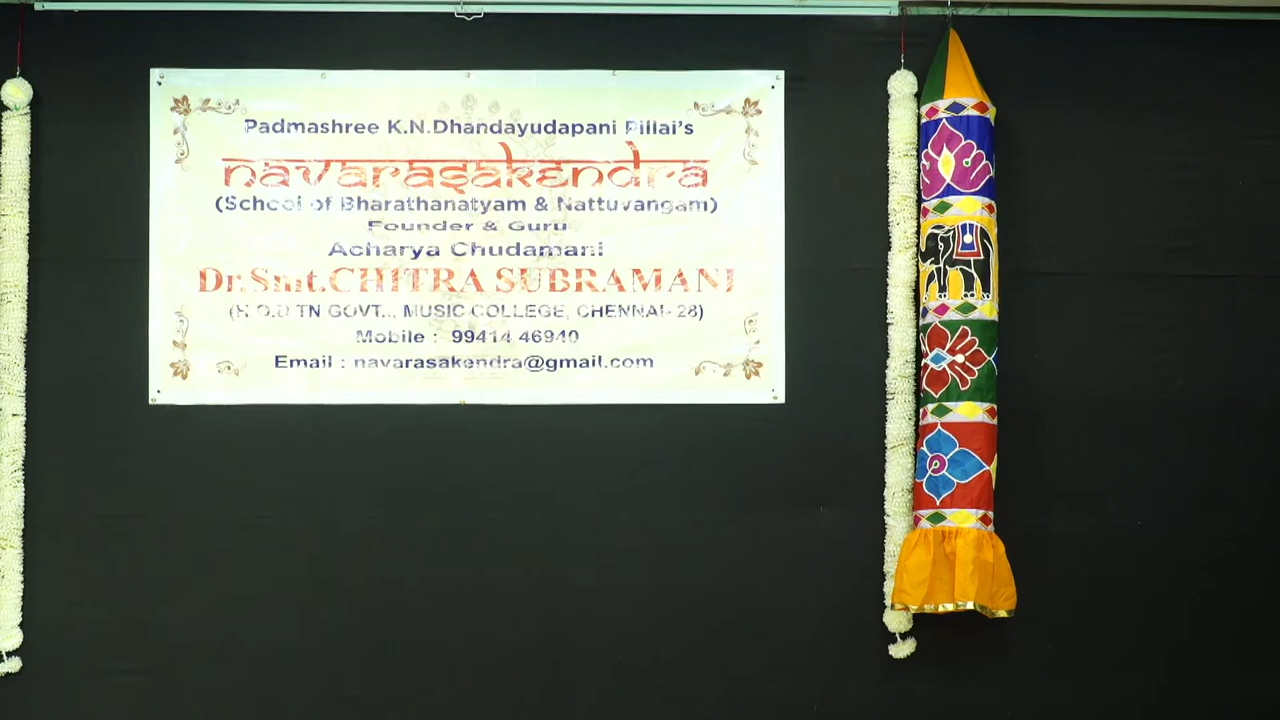 Padmashree K.N.Dhandayudapani Pillai's
navarasakendra
(School of Bharathanatyam & Nattuvangam)
Founder & Guru
Acharya Chudamani
Dr.Smt.CHITRA SUBRAMANI
(H.O.D TN GOVT.., MUSIC COLLEGE, CHENNAI- 28)
Mobile : 99414 46940
Email : navarasakendra@gmail.com